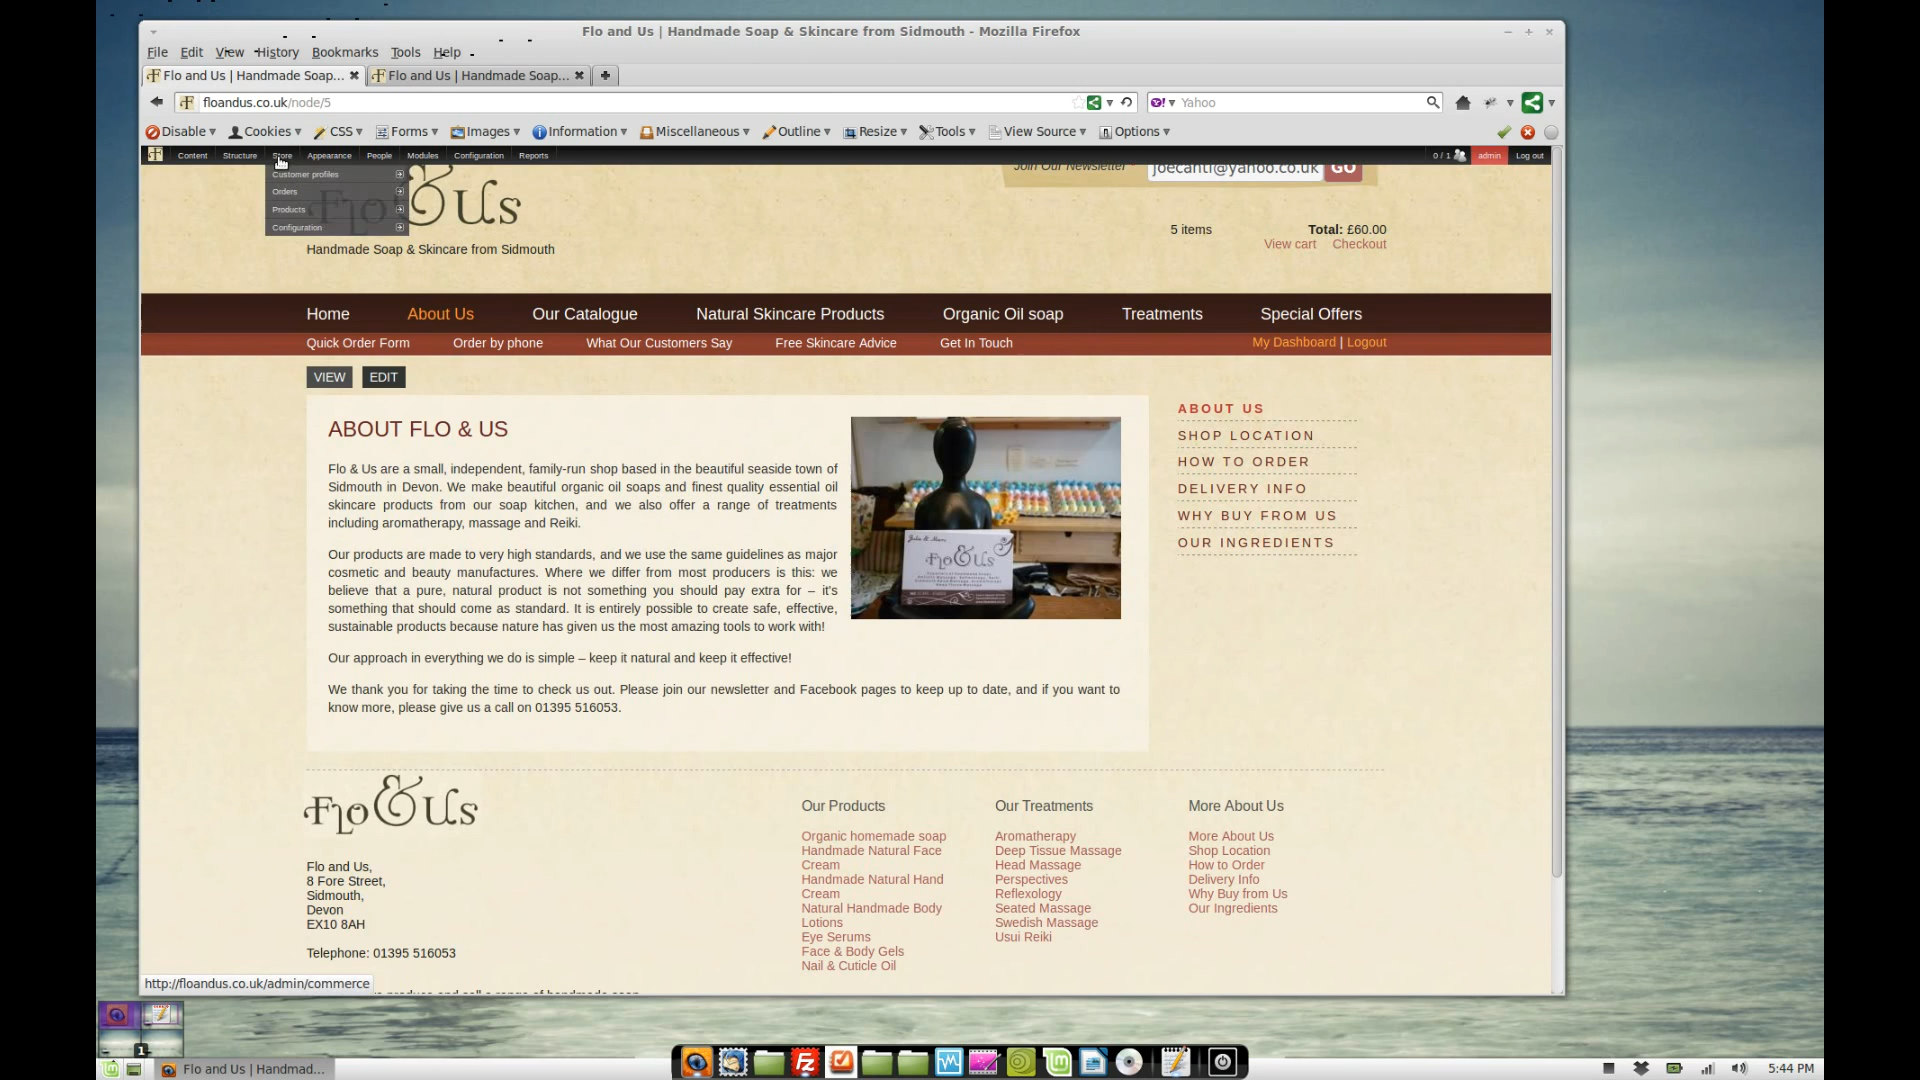 Flo and Us | Handmade Soap & Skincare from Sidmouth - Mozilla Firefox
File Edit View History Bookmarks Tools Help
Flo and Us | Handmade Soap... Flo and Us | Handmade Soap...
floandus.co.uk/node/5 Yahoo
Disable Cookies CSS Forms Images Information Miscellaneous Outline Resize Tools View Source Options
Content Structure Store Appearance People Modules Configuration Reports 0 / 1 admin Log out
Join Our Newsletter joecanti@yahoo.co.uk GO
Customer profiles
Orders
Products
Configuration
Flo & Us
Handmade Soap & Skincare from Sidmouth
5 items Total: £60.00
View cart Checkout
Home About Us Our Catalogue Natural Skincare Products Organic Oil soap Treatments Special Offers
Quick Order Form Order by phone What Our Customers Say Free Skincare Advice Get In Touch My Dashboard | Logout
VIEW EDIT
ABOUT FLO & US
Flo & Us are a small, independent, family-run shop based in the beautiful seaside town of
Sidmouth in Devon. We make beautiful organic oil soaps and finest quality essential oil
skincare products from our soap kitchen, and we also offer a range of treatments
including aromatherapy, massage and Reiki.
Our products are made to very high standards, and we use the same guidelines as major
cosmetic and beauty manufactures. Where we differ from most producers is this: we
believe that a pure, natural product is not something you should pay extra for – it's
something that should come as standard. It is entirely possible to create safe, effective,
sustainable products because nature has given us the most amazing tools to work with!
Our approach in everything we do is simple – keep it natural and keep it effective!
We thank you for taking the time to check us out. Please join our newsletter and Facebook pages to keep up to date, and if you want to
know more, please give us a call on 01395 516053.
Flo & Us
ABOUT US
SHOP LOCATION
HOW TO ORDER
DELIVERY INFO
WHY BUY FROM US
OUR INGREDIENTS
Flo & Us
Flo and Us,
8 Fore Street,
Sidmouth,
Devon
EX10 8AH
Telephone: 01395 516053
Our Products
Organic homemade soap
Handmade Natural Face
Cream
Handmade Natural Hand
Cream
Natural Handmade Body
Lotions
Eye Serums
Face & Body Gels
Nail & Cuticle Oil
Our Treatments
Aromatherapy
Deep Tissue Massage
Head Massage
Perspectives
Reflexology
Seated Massage
Swedish Massage
Usui Reiki
More About Us
More About Us
Shop Location
How to Order
Delivery Info
Why Buy from Us
Our Ingredients
http://floandus.co.uk/admin/commerce
1
Flo and Us | Handmad...
5:44 PM